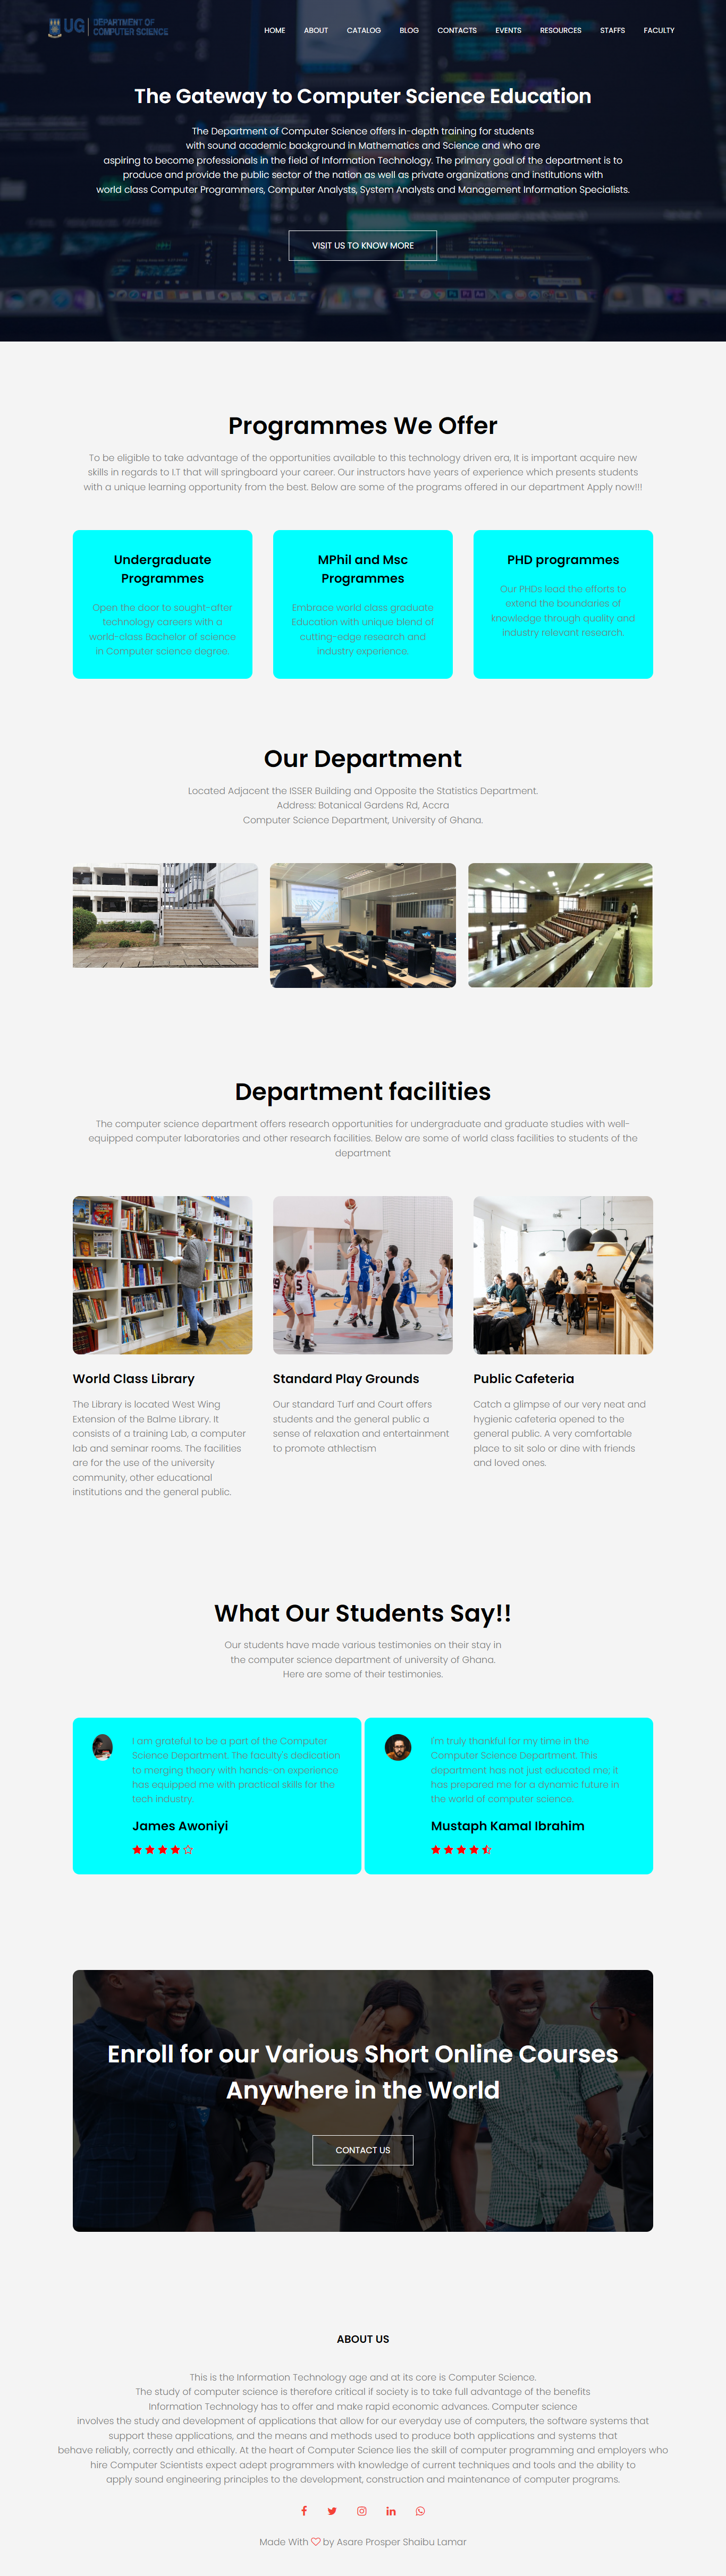 UG DEPARTMENT OF
COMPUTER SCIENCE
HOME ABOUT CATALOG BLOG CONTACTS EVENTS RESOURCES STAFFS FACULTY
The Gateway to Computer Science Education
The Department of Computer Science offers in-depth training for students
with sound academic background in Mathematics and Science and who are
aspiring to become professionals in the field of Information Technology. The primary goal of the department is to
produce and provide the public sector of the nation as well as private organizations and institutions with
world class Computer Programmers, Computer Analysts, System Analysts and Management Information Specialists.
VISIT US TO KNOW MORE
Programmes We Offer
To be eligible to take advantage of the opportunities available to this technology driven era, It is important acquire new
skills in regards to I.T that will springboard your career. Our instructors have years of experience which presents students
with a unique learning opportunity from the best. Below are some of the programs offered in our department Apply now!!!
Undergraduate
Programmes
Open the door to sought-after
technology careers with a
world-class Bachelor of science
in Computer science degree.
MPhil and Msc
Programmes
Embrace world class graduate
Education with unique blend of
cutting-edge research and
industry experience.
PHD programmes
Our PHDs lead the efforts to
extend the boundaries of
knowledge through quality and
industry relevant research.
Our Department
Located Adjacent the ISSER Building and Opposite the Statistics Department.
Address: Botanical Gardens Rd, Accra
Computer Science Department, University of Ghana.
Department facilities
The computer science department offers research opportunities for undergraduate and graduate studies with well-
equipped computer laboratories and other research facilities. Below are some of world class facilities to students of the
department
World Class Library
The Library is located West Wing
Extension of the Balme Library. It
consists of a training Lab, a computer
lab and seminar rooms. The facilities
are for the use of the university
community, other educational
institutions and the general public.
Standard Play Grounds
Our standard Turf and Court offers
students and the general public a
sense of relaxation and entertainment
to promote athlectism
Public Cafeteria
Catch a glimpse of our very neat and
hygienic cafeteria opened to the
general public. A very comfortable
place to sit solo or dine with friends
and loved ones.
What Our Students Say!!
Our students have made various testimonies on their stay in
the computer science department of university of Ghana.
Here are some of their testimonies.
I am grateful to be a part of the Computer
Science Department. The faculty's dedication
to merging theory with hands-on experience
has equipped me with practical skills for the
tech industry.
James Awoniyi
I'm truly thankful for my time in the
Computer Science Department. This
department has not just educated me; it
has prepared me for a dynamic future in
the world of computer science.
Mustaph Kamal Ibrahim
Enroll for our Various Short Online Courses
Anywhere in the World
CONTACT US
ABOUT US
This is the Information Technology age and at its core is Computer Science.
The study of computer science is therefore critical if society is to take full advantage of the benefits
Information Technology has to offer and make rapid economic advances. Computer science
involves the study and development of applications that allow for our everyday use of computers, the software systems that
support these applications, and the means and methods used to produce both applications and systems that
behave reliably, correctly and ethically. At the heart of Computer Science lies the skill of computer programming and employers who
hire Computer Scientists expect adept programmers with knowledge of current techniques and tools and the ability to
apply sound engineering principles to the development, construction and maintenance of computer programs.
Made With by Asare Prosper Shaibu Lamar